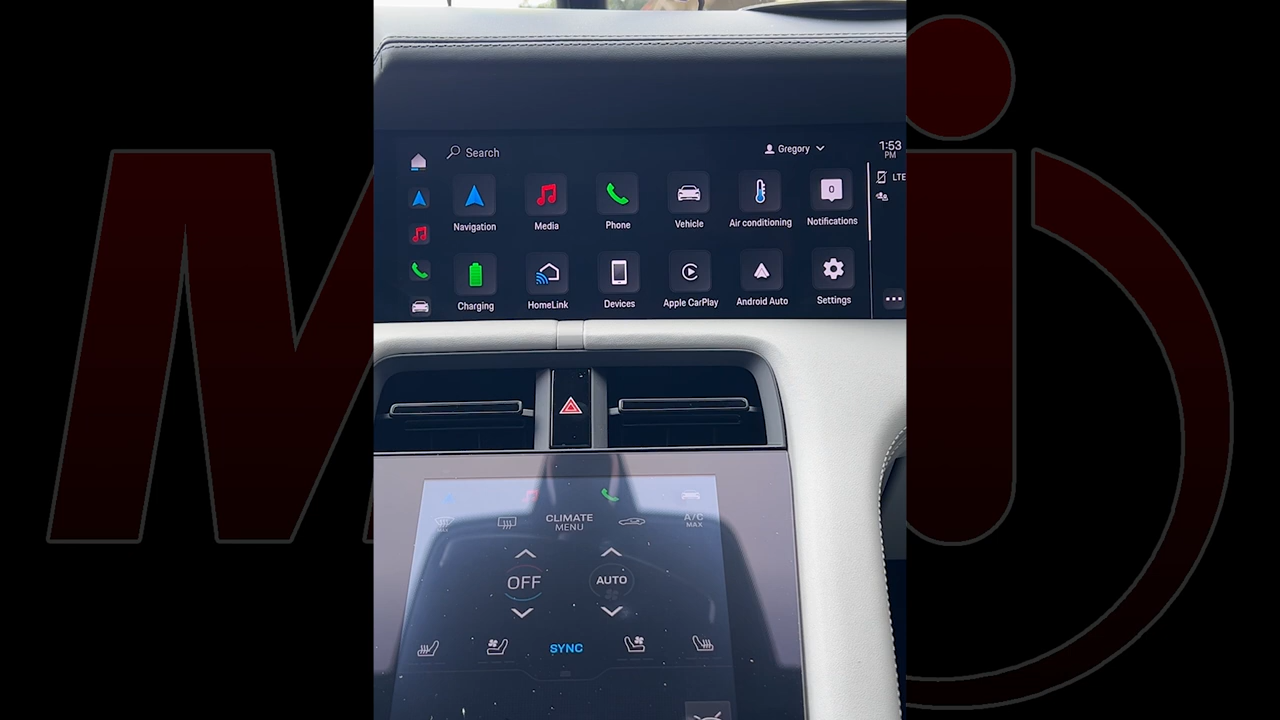 Search
Gregory
1:53
PM
LTE
Navigation
Media
Phone
Vehicle
Air conditioning
0
Notifications
Charging
HomeLink
Devices
Apple CarPlay
Android Auto
Settings
CLIMATE
MENU
A/C
MAX
OFF
AUTO
SYNC